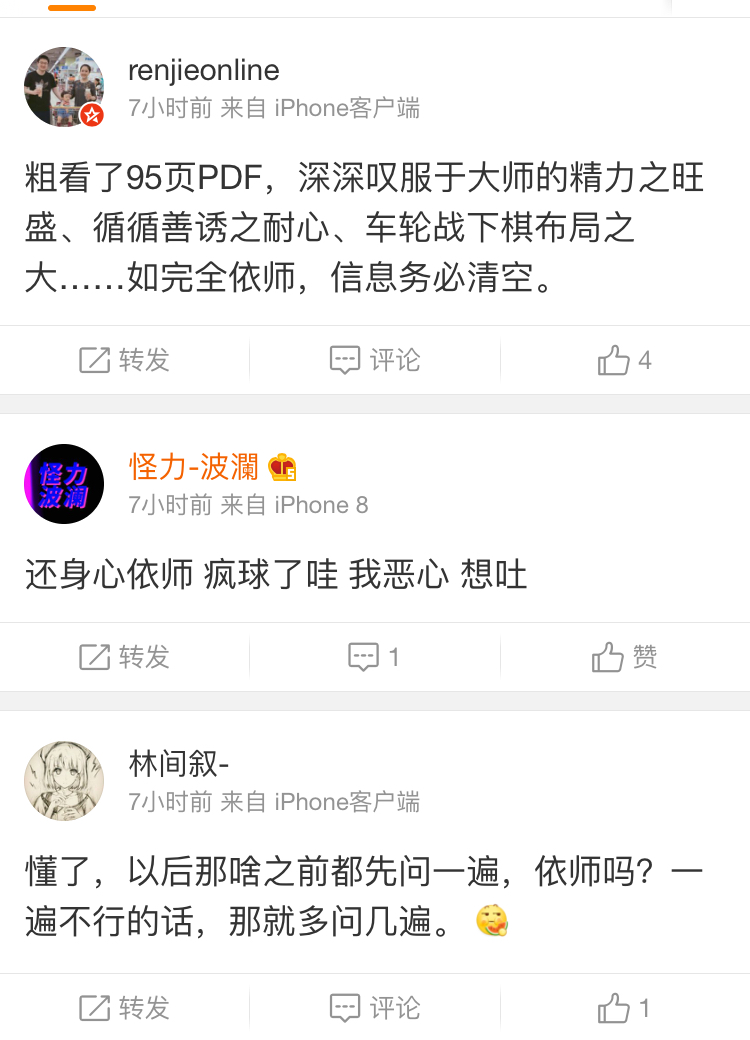 renjieonline
7小时前 来自 iPhone客户端
粗看了95页PDF，深深叹服于大师的精力之旺
盛、循循善诱之耐心、车轮战下棋布局之
大……如完全依师，信息务必清空。
转发 评论 4
怪力
波瀾
怪力-波瀾
7小时前 来自 iPhone 8
还身心依师 疯球了哇 我恶心 想吐
转发 1 赞
林间叙-
7小时前 来自 iPhone客户端
懂了，以后那啥之前都先问一遍，依师吗？一
遍不行的话，那就多问几遍。
转发 评论 1